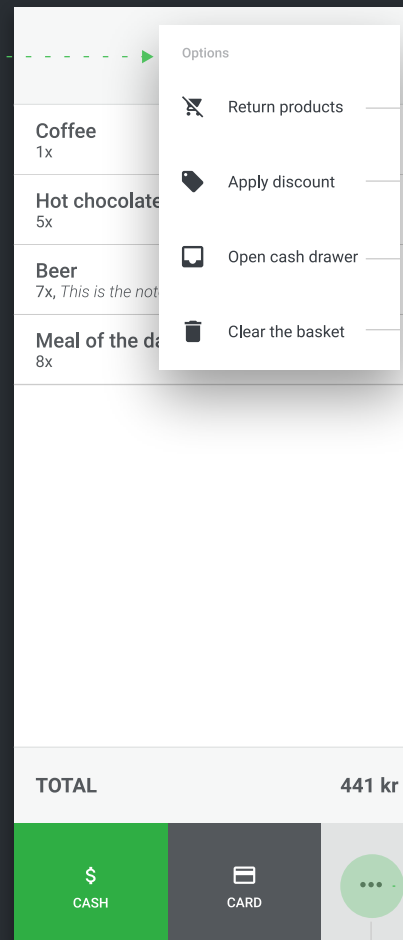 Options
Return products
Apply discount
Open cash drawer
Clear the basket
Coffee
1x
Hot chocolate
5x
Beer
7x, This is the not
Meal of the da
8x
TOTAL 441 kr
$
CASH
CARD